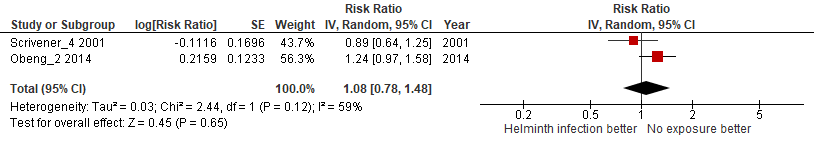 Risk Ratio Risk Ratio
Study or Subgroup log[Risk Ratio] SE Weight IV, Random, 95% CI Year IV, Random, 95% CI
Scrivener_4 2001 -0.1116 0.1696 43.7% 0.89 [0.64, 1.25] 2001
Obeng_2 2014 0.2159 0.1233 56.3% 1.24 [0.97, 1.58] 2014
Total (95% CI) 100.0% 1.08 [0.78, 1.48]
Heterogeneity: Tau² = 0.03; Chi² = 2.44, df = 1 (P = 0.12); I² = 59%
Test for overall effect: Z = 0.45 (P = 0.65)
0.2 0.5 1 2 5
Helminth infection better No exposure better